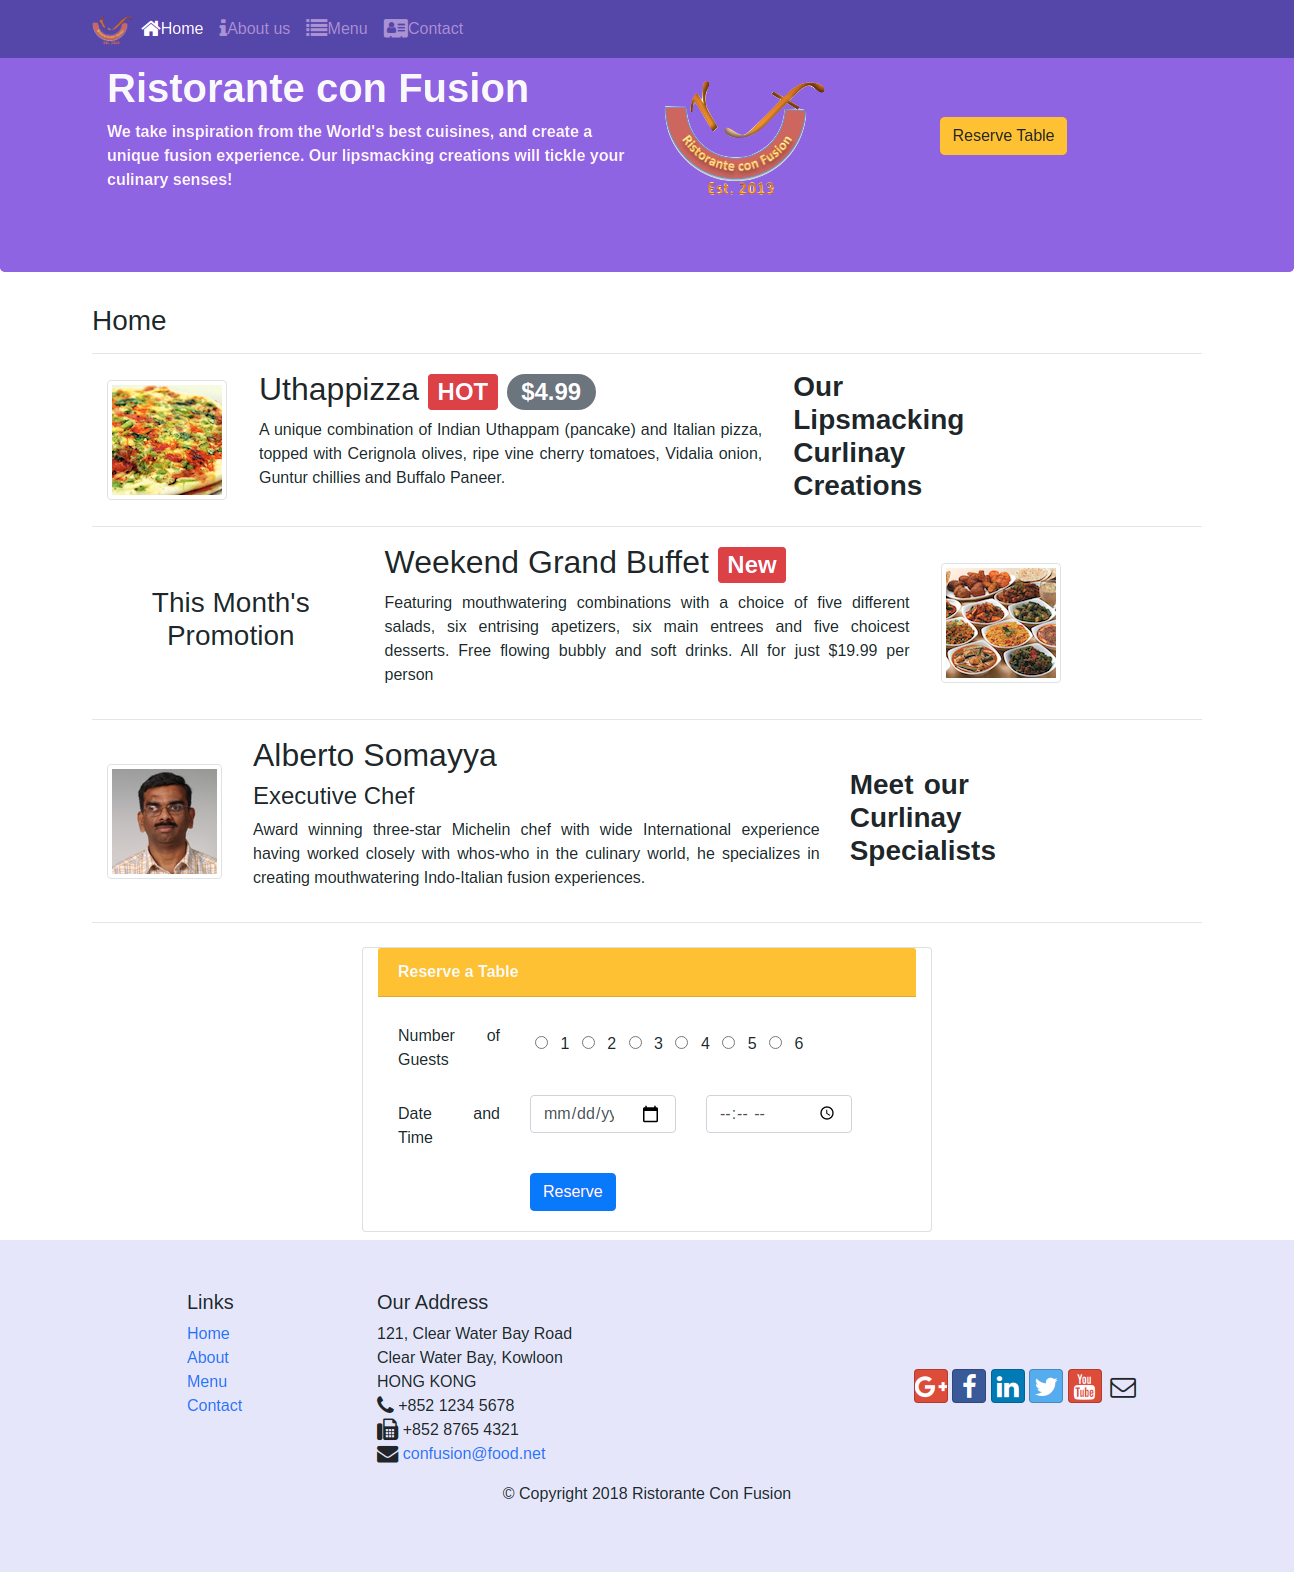 Home About us Menu Contact
Ristorante con Fusion
We take inspiration from the World's best cuisines, and create a
unique fusion experience. Our lipsmacking creations will tickle your
culinary senses!
Ristorante con Fusion
Est. 2013
Reserve Table
Home
Uthappizza HOT $4.99
A unique combination of Indian Uthappam (pancake) and Italian pizza,
topped with Cerignola olives, ripe vine cherry tomatoes, Vidalia onion,
Guntur chillies and Buffalo Paneer.
Our
Lipsmacking
Curlinay
Creations
This Month's
Promotion
Weekend Grand Buffet New
Featuring mouthwatering combinations with a choice of five different
salads, six entrising apetizers, six main entrees and five choicest
desserts. Free flowing bubbly and soft drinks. All for just $19.99 per
person
Alberto Somayya
Executive Chef
Award winning three-star Michelin chef with wide International experience
having worked closely with whos-who in the culinary world, he specializes in
creating mouthwatering Indo-Italian fusion experiences.
Meet our
Curlinay
Specialists
Reserve a Table
Number of
Guests
1 2 3 4 5 6
Date and
Time
mm/dd/yy
--:-- --
Reserve
Links
Home
About
Menu
Contact
Our Address
121, Clear Water Bay Road
Clear Water Bay, Kowloon
HONG KONG
+852 1234 5678
+852 8765 4321
confusion@food.net
G+ f in You
Tube
© Copyright 2018 Ristorante Con Fusion